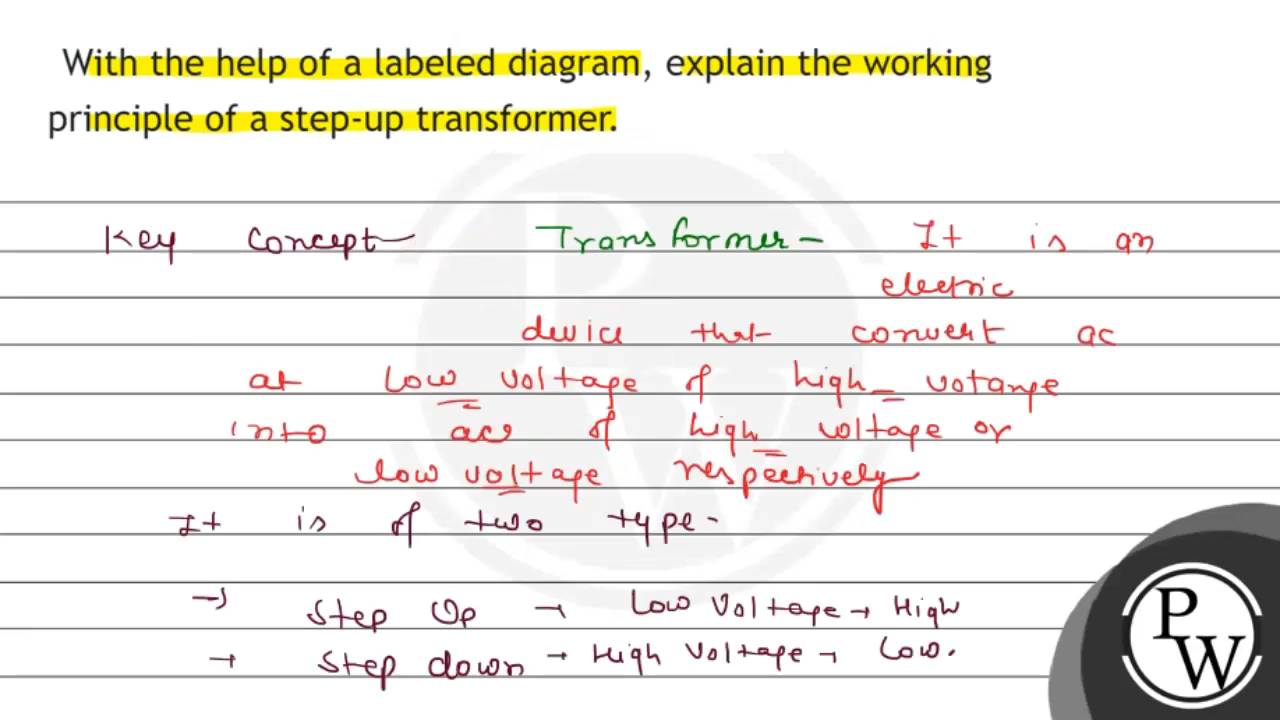 With the help of a labeled diagram, explain the working
principle of a step-up transformer.
Key Concept Transformer - It is an
electric
device that convert ac
at low voltage of high votange
into ac of high voltage or
low voltage respectively
It is of two type -
→ Step Up → Low Voltage → High
→ Step down → High Voltage → Low.
P
W